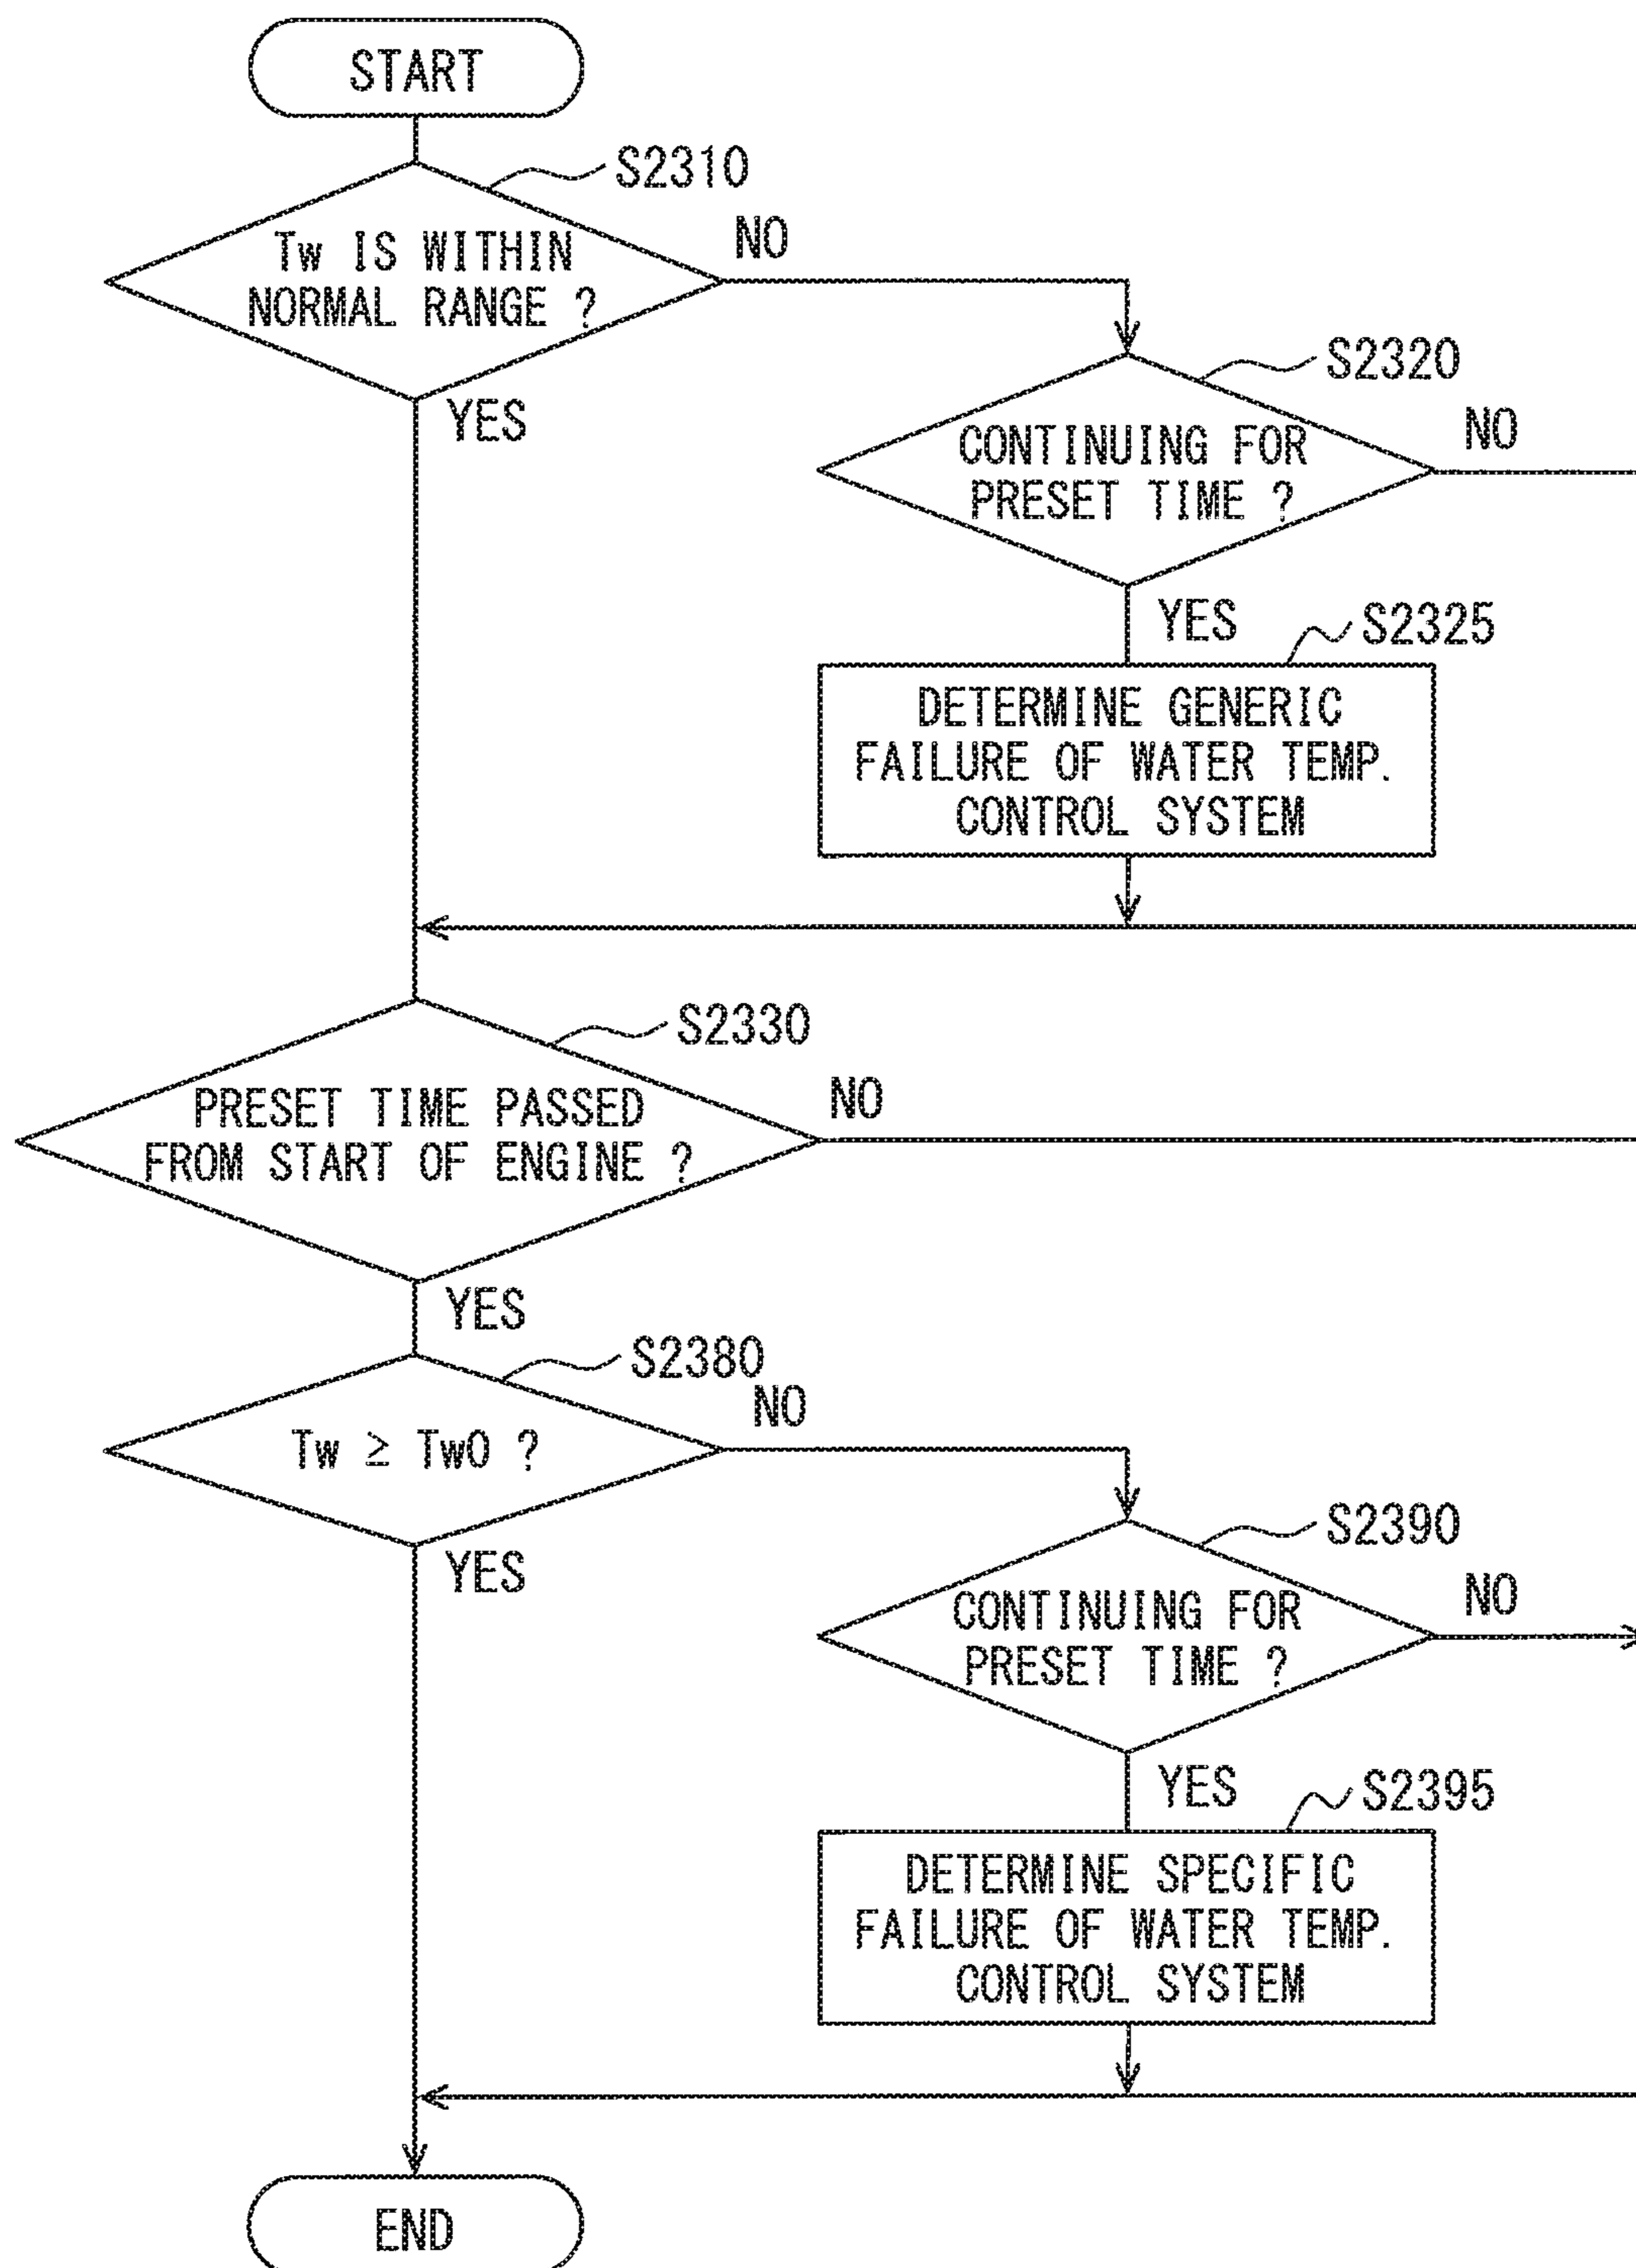 START
S2310
Tw IS WITHIN
NORMAL RANGE ?
NO
YES
S2320
CONTINUING FOR
PRESET TIME ?
NO
YES
S2325
DETERMINE GENERIC
FAILURE OF WATER TEMP.
CONTROL SYSTEM
S2330
PRESET TIME PASSED
FROM START OF ENGINE ?
NO
YES
S2380
Tw ≥ Tw0 ?
NO
YES
S2390
CONTINUING FOR
PRESET TIME ?
NO
YES
S2395
DETERMINE SPECIFIC
FAILURE OF WATER TEMP.
CONTROL SYSTEM
END